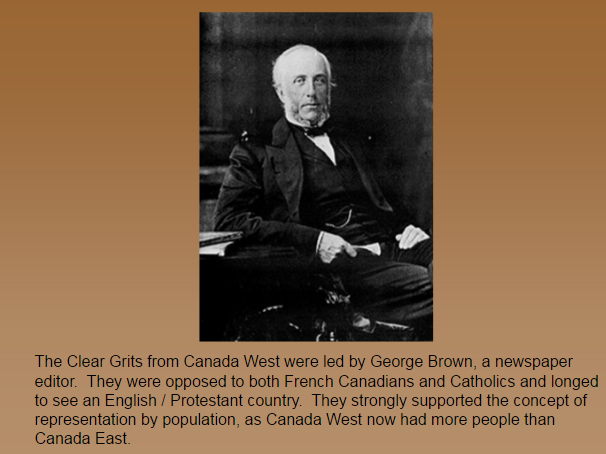 The Clear Grits from Canada West were led by George Brown, a newspaper
editor.  They were opposed to both French Canadians and Catholics and longed
to see an English / Protestant country.  They strongly supported the concept of
representation by population, as Canada West now had more people than
Canada East.